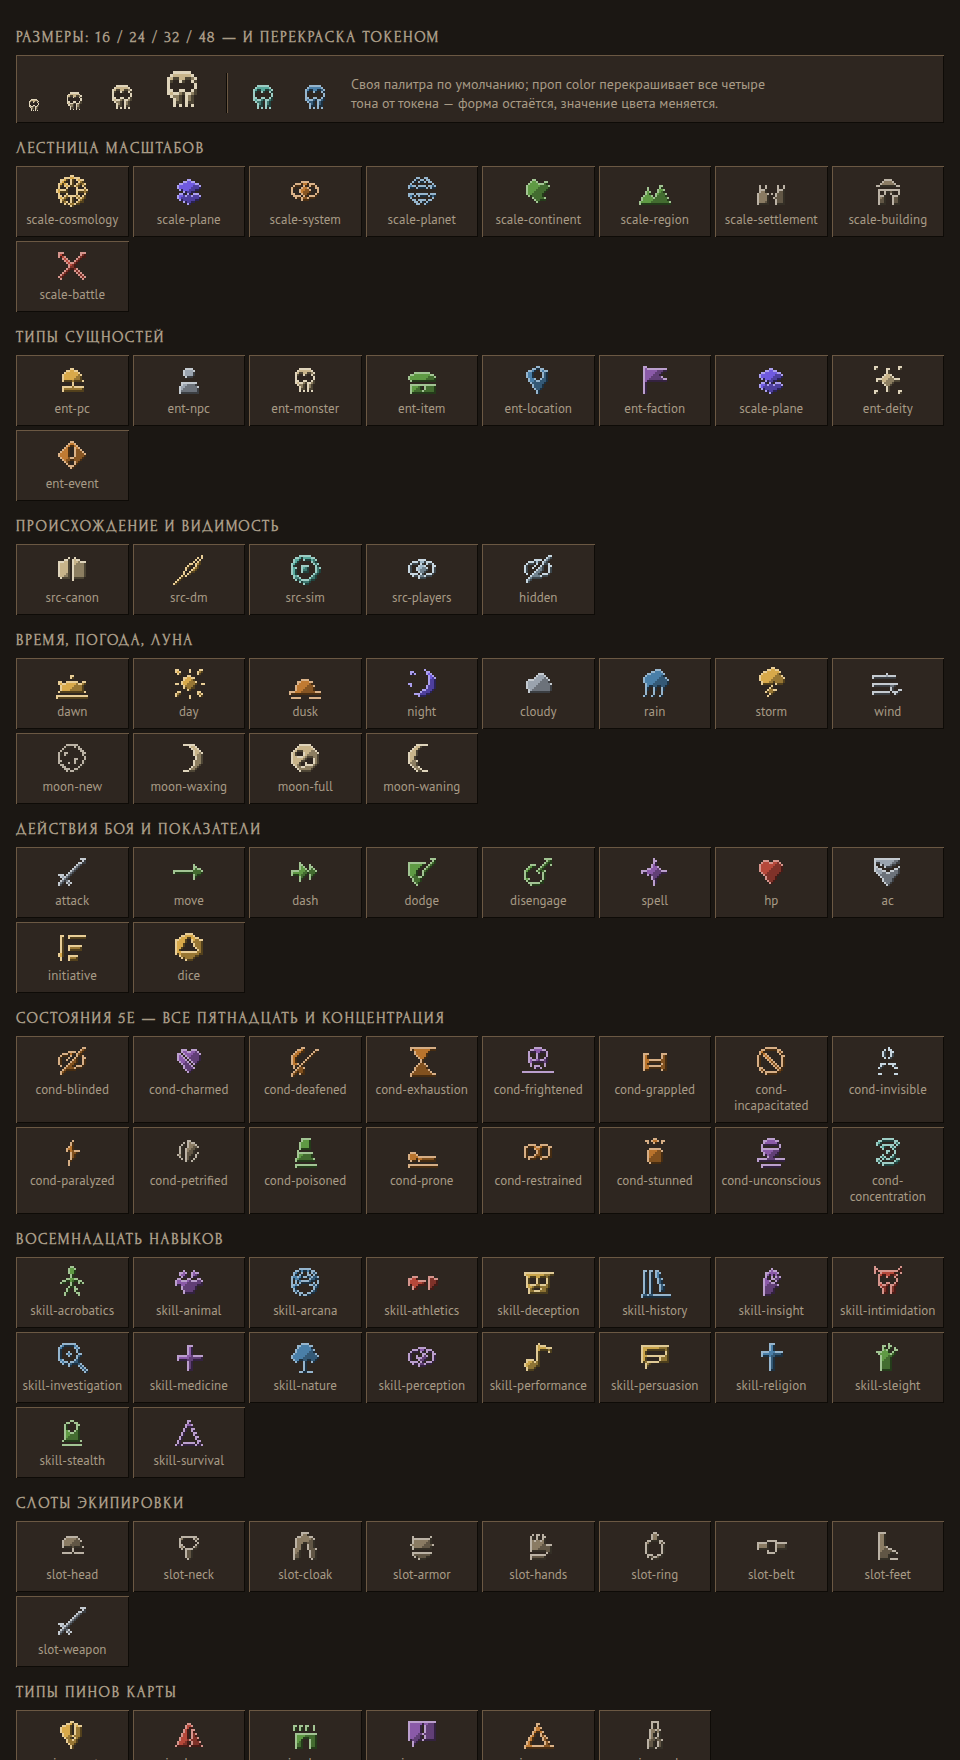 РАЗМЕРЫ: 16 / 24 / 32 / 48 — И ПЕРЕКРАСКА ТОКЕНОМ
Своя палитра по умолчанию; проп color перекрашивает все четыре
тона от токена — форма остаётся, значение цвета меняется.
ЛЕСТНИЦА МАСШТАБОВ
scale-cosmology scale-plane scale-system scale-planet scale-continent scale-region scale-settlement scale-building
scale-battle
ТИПЫ СУЩНОСТЕЙ
ent-pc ent-npc ent-monster ent-item ent-location ent-faction scale-plane ent-deity
ent-event
ПРОИСХОЖДЕНИЕ И ВИДИМОСТЬ
src-canon src-dm src-sim src-players hidden
ВРЕМЯ, ПОГОДА, ЛУНА
dawn day dusk night cloudy rain storm wind
moon-new moon-waxing moon-full moon-waning
ДЕЙСТВИЯ БОЯ И ПОКАЗАТЕЛИ
attack move dash dodge disengage spell hp ac
initiative dice
СОСТОЯНИЯ 5E — ВСЕ ПЯТНАДЦАТЬ И КОНЦЕНТРАЦИЯ
cond-blinded cond-charmed cond-deafened cond-exhaustion cond-frightened cond-grappled cond-
incapacitated cond-invisible
cond-paralyzed cond-petrified cond-poisoned cond-prone cond-restrained cond-stunned cond-unconscious cond-
concentration
ВОСЕМНАДЦАТЬ НАВЫКОВ
skill-acrobatics skill-animal skill-arcana skill-athletics skill-deception skill-history skill-insight skill-intimidation
skill-investigation skill-medicine skill-nature skill-perception skill-performance skill-persuasion skill-religion skill-sleight
skill-stealth skill-survival
СЛОТЫ ЭКИПИРОВКИ
slot-head slot-neck slot-cloak slot-armor slot-hands slot-ring slot-belt slot-feet
slot-weapon
ТИПЫ ПИНОВ КАРТЫ